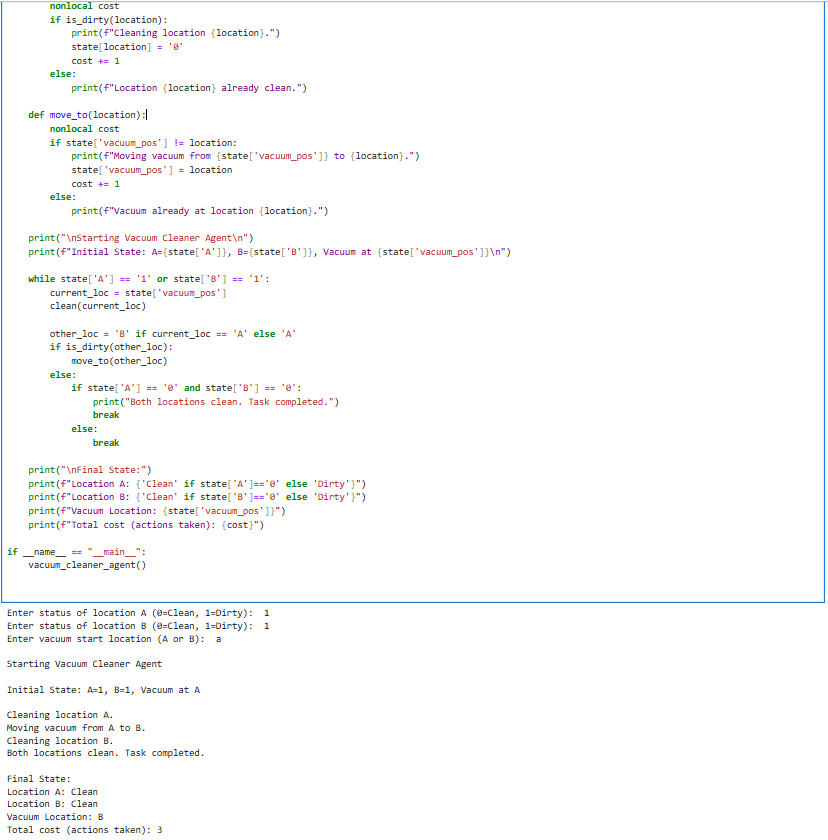 nonlocal cost
        if is_dirty(location):
            print(f"Cleaning location {location}.")
            state[location] = '0'
            cost += 1
        else:
            print(f"Location {location} already clean.")

    def move_to(location):
        nonlocal cost
        if state['vacuum_pos'] != location:
            print(f"Moving vacuum from {state['vacuum_pos']} to {location}.")
            state['vacuum_pos'] = location
            cost += 1
        else:
            print(f"Vacuum already at location {location}.")

    print("\nStarting Vacuum Cleaner Agent\n")
    print(f"Initial State: A={state['A']}, B={state['B']}, Vacuum at {state['vacuum_pos']}\n")

    while state['A'] == '1' or state['B'] == '1':
        current_loc = state['vacuum_pos']
        clean(current_loc)

        other_loc = 'B' if current_loc == 'A' else 'A'
        if is_dirty(other_loc):
            move_to(other_loc)
        else:
            if state['A'] == '0' and state['B'] == '0':
                print("Both locations clean. Task completed.")
                break
            else:
                break

    print("\nFinal State:")
    print(f"Location A: {'Clean' if state['A']=='0' else 'Dirty'}")
    print(f"Location B: {'Clean' if state['B']=='0' else 'Dirty'}")
    print(f"Vacuum Location: {state['vacuum_pos']}")
    print(f"Total cost (actions taken): {cost}")

if __name__ == "__main__":
    vacuum_cleaner_agent()

Enter status of location A (0=Clean, 1=Dirty):  1
Enter status of location B (0=Clean, 1=Dirty):  1
Enter vacuum start location (A or B):  a

Starting Vacuum Cleaner Agent

Initial State: A=1, B=1, Vacuum at A

Cleaning location A.
Moving vacuum from A to B.
Cleaning location B.
Both locations clean. Task completed.

Final State:
Location A: Clean
Location B: Clean
Vacuum Location: B
Total cost (actions taken): 3